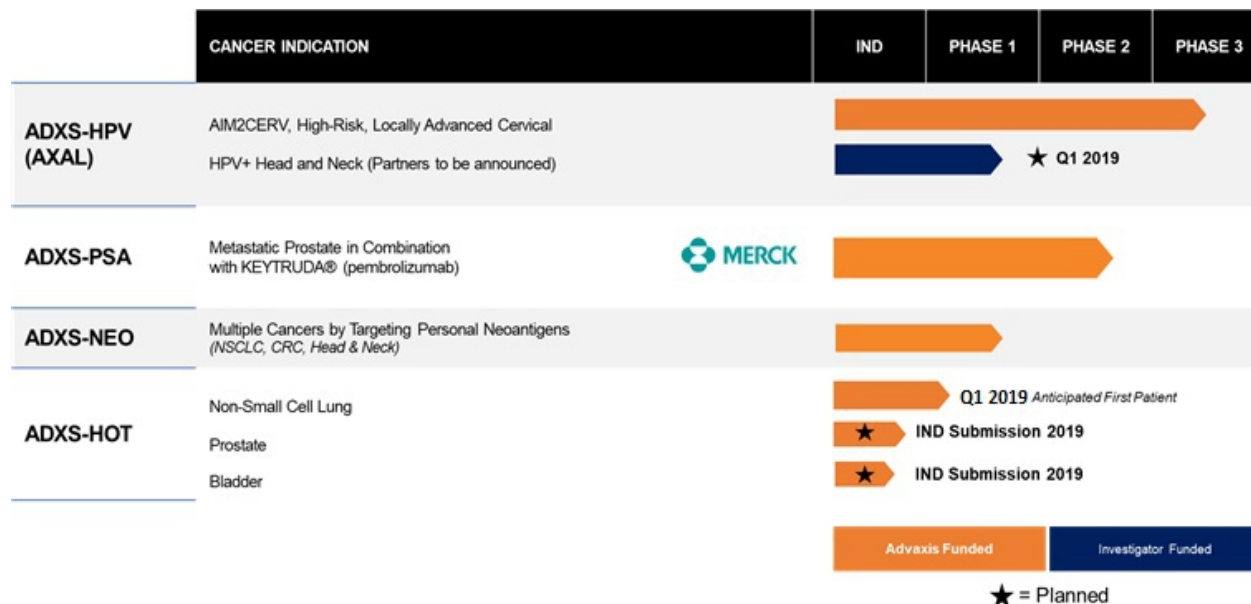 CANCER INDICATION IND PHASE 1 PHASE 2 PHASE 3
ADXS-HPV
(AXAL)
AIM2CERV, High-Risk, Locally Advanced Cervical
HPV+ Head and Neck (Partners to be announced)
★ Q1 2019
ADXS-PSA
Metastatic Prostate in Combination
with KEYTRUDA® (pembrolizumab)
MERCK
ADXS-NEO
Multiple Cancers by Targeting Personal Neoantigens
(NSCLC, CRC, Head & Neck)
ADXS-HOT
Non-Small Cell Lung
Q1 2019 Anticipated First Patient
Prostate
★ IND Submission 2019
Bladder
★ IND Submission 2019
Advaxis Funded
Investigator Funded
★ = Planned